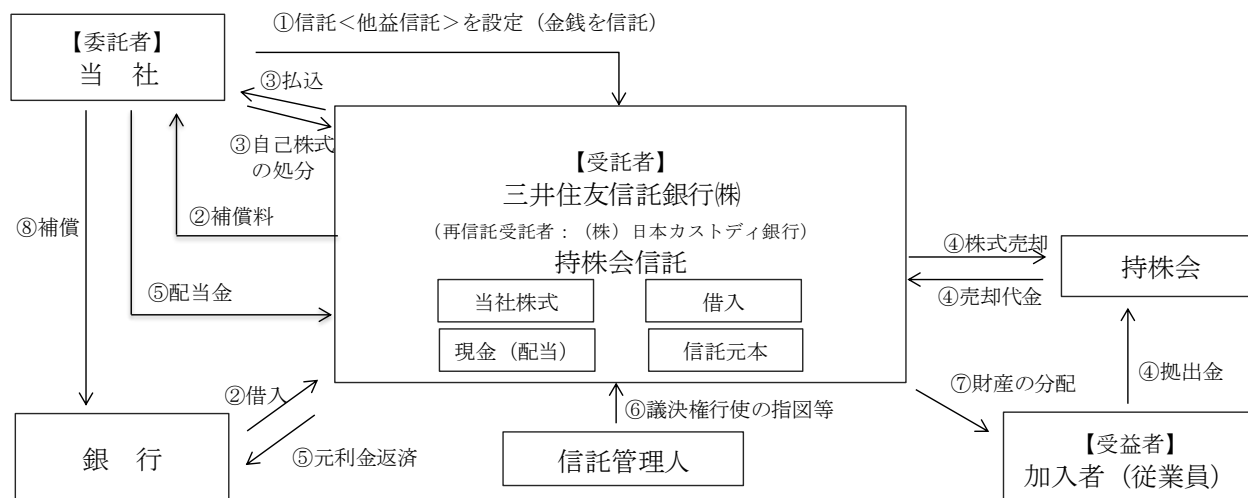 ①信託＜他益信託＞を設定（金銭を信託）
【委託者】
当　社
③払込
③自己株式
の処分
【受託者】
三井住友信託銀行㈱
（再信託受託者：（株）日本カストディ銀行）
持株会信託
当社株式
借入
現金（配当）
信託元本
⑧補償
②補償料
⑤配当金
④株式売却
持株会
④売却代金
②借入
⑦財産の分配
④拠出金
⑥議決権行使の指図等
銀　行
⑤元利金返済
信託管理人
【受益者】
加入者（従業員）